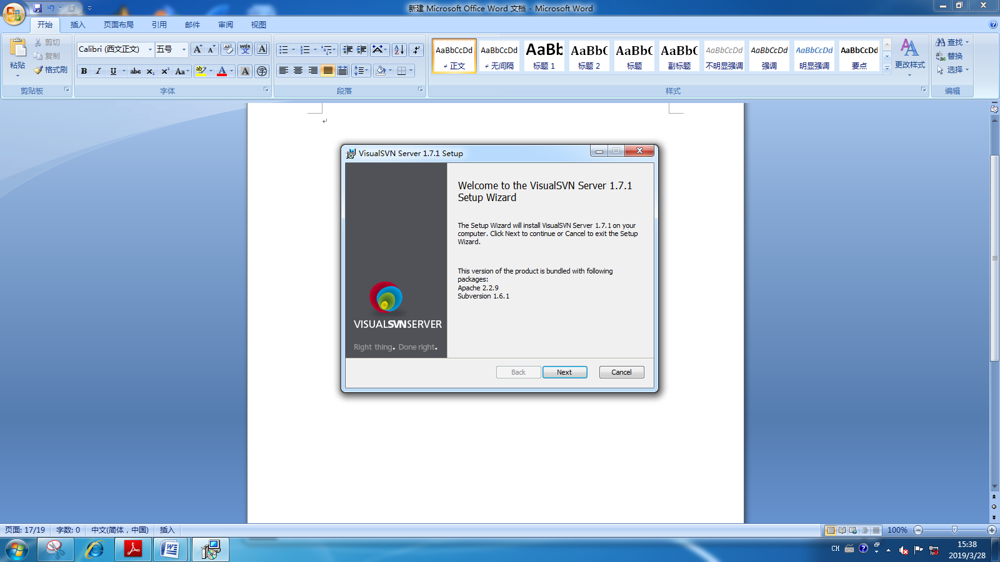 新建 Microsoft Office Word 文档 - Microsoft Word
开始 插入 页面布局 引用 邮件 审阅 视图
粘贴 剪切 复制 格式刷
剪贴板
Calibri (西文正文) 五号
B I U abc x₂ x² Aa A A
字体
段落
AaBbCcDd AaBbCcDd AaBb AaBbC AaBbC AaBbC AaBbCcDd AaBbCcDd AaBbCcDd AaBbCcDd
正文 无间隔 标题 1 标题 2 标题 副标题 不明显强调 强调 明显强调 要点
更改样式
样式
查找
替换
选择
编辑
VisualSVN Server 1.7.1 Setup
Welcome to the VisualSVN Server 1.7.1
Setup Wizard
The Setup Wizard will install VisualSVN Server 1.7.1 on your
computer. Click Next to continue or Cancel to exit the Setup
Wizard.
This version of the product is bundled with following
packages:
Apache 2.2.9
Subversion 1.6.1
VISUALSVNSERVER
Right thing. Done right.
Back Next Cancel
页面: 17/19 字数: 0 中文(简体，中国) 插入 100%
CH 15:38
2019/3/28